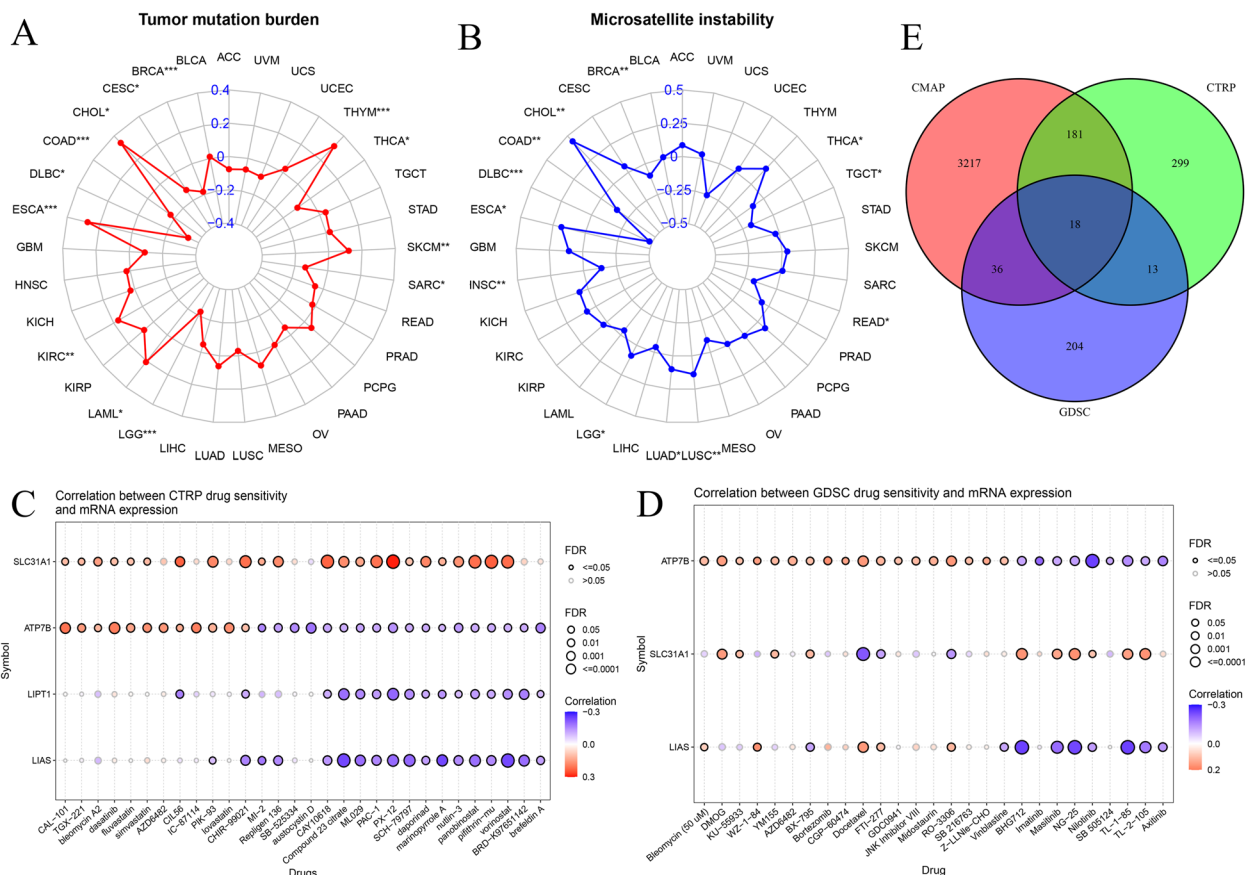 A
Tumor mutation burden
ACC
UVM
UCS
UCEC
THYM***
THCA*
TGCT
STAD
SKCM**
SARC*
READ
PRAD
PCPG
PAAD
OV
MESO
LUSC
LUAD
LIHC
LGG***
LAML*
KIRP
KIRC**
KICH
HNSC
GBM
ESCA***
DLBC*
COAD***
CHOL*
CESC*
BRCA***
BLCA
0.4
0.2
0
−0.2
−0.4
B
Microsatellite instability
ACC
UVM
UCS
UCEC
THYM
THCA*
TGCT*
STAD
SKCM
SARC
READ*
PRAD
PCPG
PAAD
OV
MESO
LUSC**
LUAD*
LIHC
LGG*
LAML
KIRP
KIRC
KICH
INSC**
GBM
ESCA*
DLBC***
COAD**
CHOL**
CESC
BRCA**
BLCA
0.5
0.25
0
−0.25
−0.5
E
CMAP
CTRP
181
3217
299
18
36
13
204
GDSC
C
Correlation between CTRP drug sensitivity
and mRNA expression
Symbol
SLC31A1
ATP7B
LIPT1
LIAS
CAL-101
TGX-221
bleomycin A2
dasatinib
fluvastatin
simvastatin
AZD6482
CIL56
IC-87114
PIK-93
lovastatin
CHIR-99021
MI-2
Repligen 136
SB-525334
austocystin D
CAY10618
Compound 23 citrate
ML029
PAC-1
PX-12
SCH-79797
daporinad
marinopyrrole A
nutlin-3
panobinostat
pifithrin-mu
vorinostat
BRD-K97651142
brefeldin A
Drugs
FDR
<=0.05
>0.05
FDR
0.05
0.01
0.001
<=0.0001
Correlation
−0.3
0.0
0.3
D
Correlation between GDSC drug sensitivity and mRNA expression
Symbol
ATP7B
SLC31A1
LIAS
Bleomycin (50 uM)
DMOG
KU-55933
WZ-1-84
YM155
AZD6482
BX-795
Bortezomib
CGP-60474
Docetaxel
FTI-277
GDC0941
JNK Inhibitor VIII
Midostaurin
RO-3306
SB 216763
Z-LLNle-CHO
Vinblastine
BHG712
Imatinib
Masitinib
NG-25
Nilotinib
SB 505124
TL-1-85
TL-2-105
Axitinib
Drug
FDR
<=0.05
>0.05
FDR
0.05
0.01
0.001
<=0.0001
Correlation
−0.3
0.0
0.2